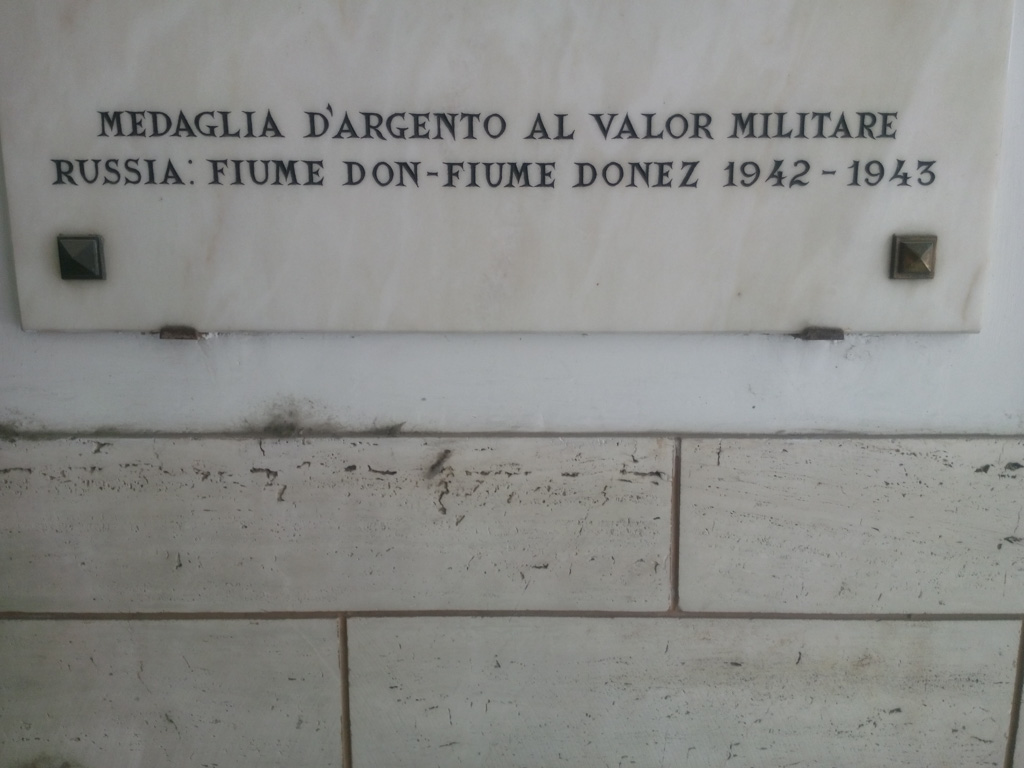 MEDAGLIA D'ARGENTO AL VALOR MILITARE
RUSSIA: FIUME DON-FIUME DONEZ 1942-1943